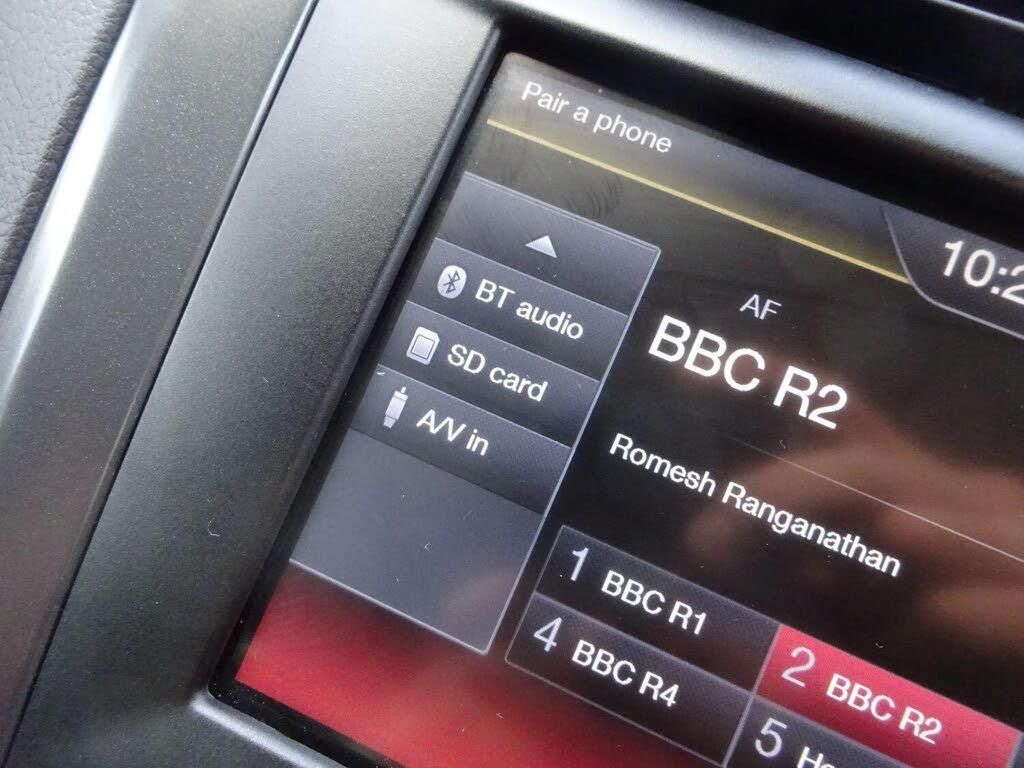 Pair a phone
10:2
AF
BT audio
BBC R2
SD card
A/V in
Romesh Ranganathan
1 BBC R1
2 BBC R2
4 BBC R4
5